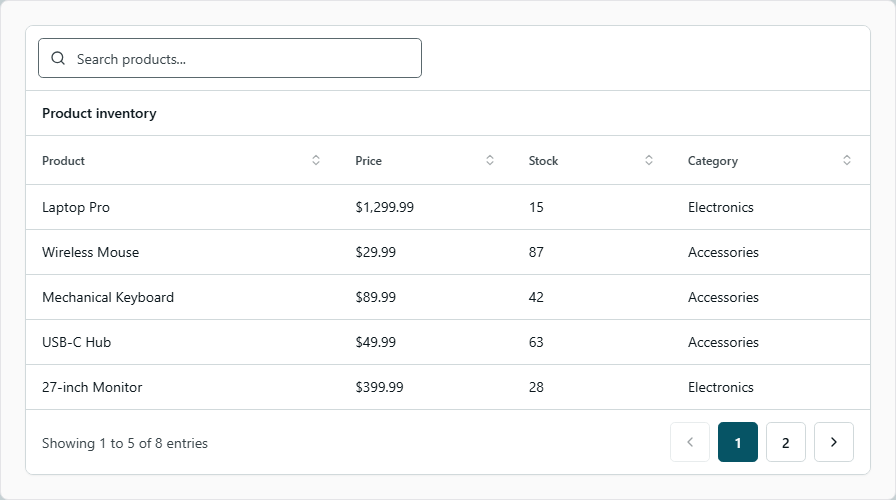 Search products...
Product inventory
Product Price Stock Category
Laptop Pro $1,299.99 15 Electronics
Wireless Mouse $29.99 87 Accessories
Mechanical Keyboard $89.99 42 Accessories
USB-C Hub $49.99 63 Accessories
27-inch Monitor $399.99 28 Electronics
Showing 1 to 5 of 8 entries 1 2